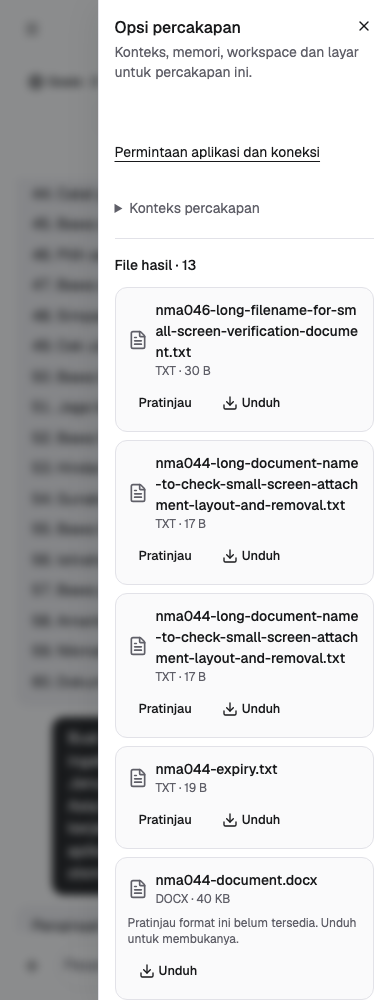 Opsi percakapan
Konteks, memori, workspace dan layar
untuk percakapan ini.
Permintaan aplikasi dan koneksi
Konteks percakapan
File hasil · 13
nma046-long-filename-for-sm
all-screen-verification-docume
nt.txt
TXT · 30 B
Pratinjau Unduh
nma044-long-document-name
-to-check-small-screen-attach
ment-layout-and-removal.txt
TXT · 17 B
Pratinjau Unduh
nma044-long-document-name
-to-check-small-screen-attach
ment-layout-and-removal.txt
TXT · 17 B
Pratinjau Unduh
nma044-expiry.txt
TXT · 19 B
Pratinjau Unduh
nma044-document.docx
DOCX · 40 KB
Pratinjau format ini belum tersedia. Unduh
untuk membukanya.
Unduh